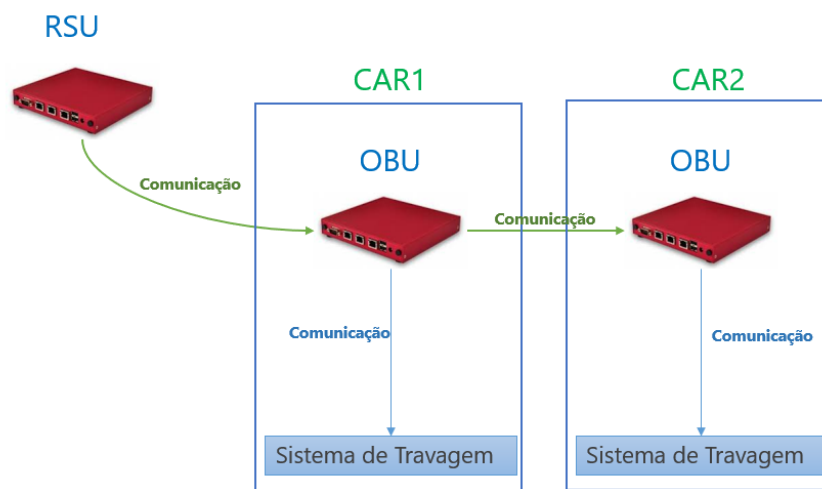 RSU
CAR1
CAR2
OBU
OBU
Comunicação
Comunicação
Comunicação
Comunicação
Sistema de Travagem
Sistema de Travagem